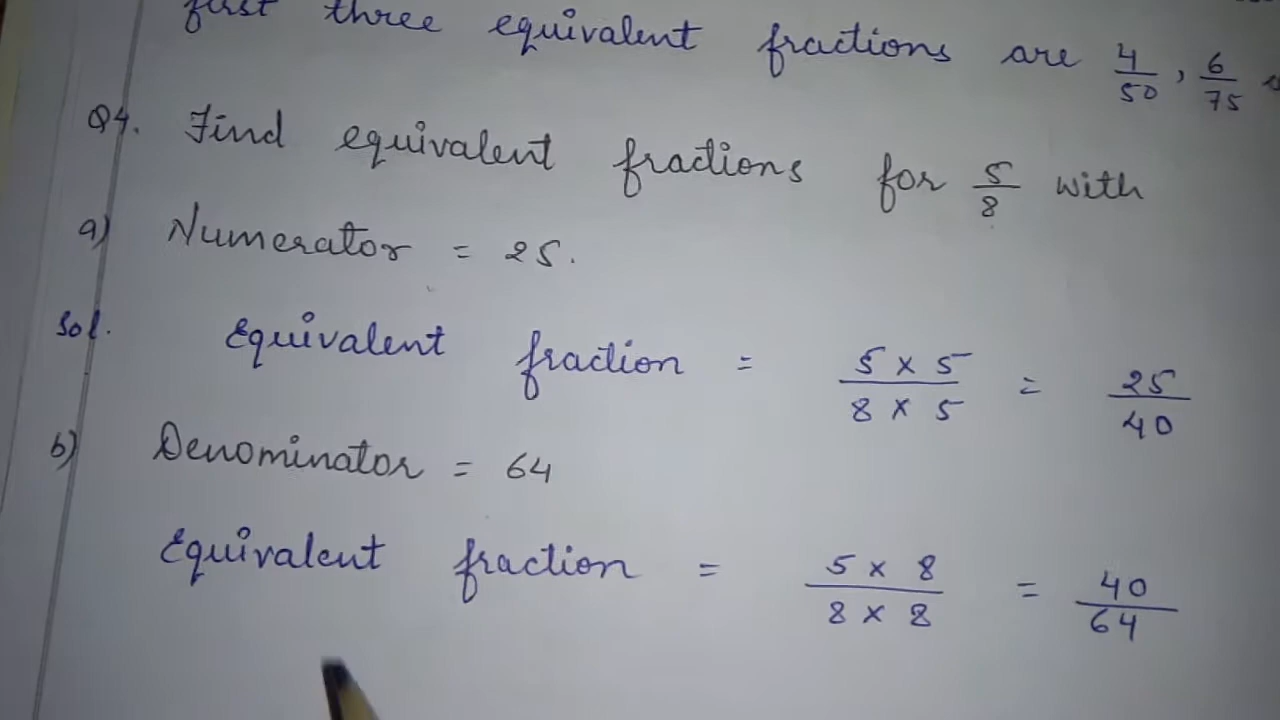 first three equivalent fractions are 4/50, 6/75
Q4. Find equivalent fractions for 5/8 with
a) Numerator = 25.
Sol. Equivalent fraction = 5 × 5 / 8 × 5 = 25/40
b) Denominator = 64
Equivalent fraction = 5 × 8 / 8 × 8 = 40/64